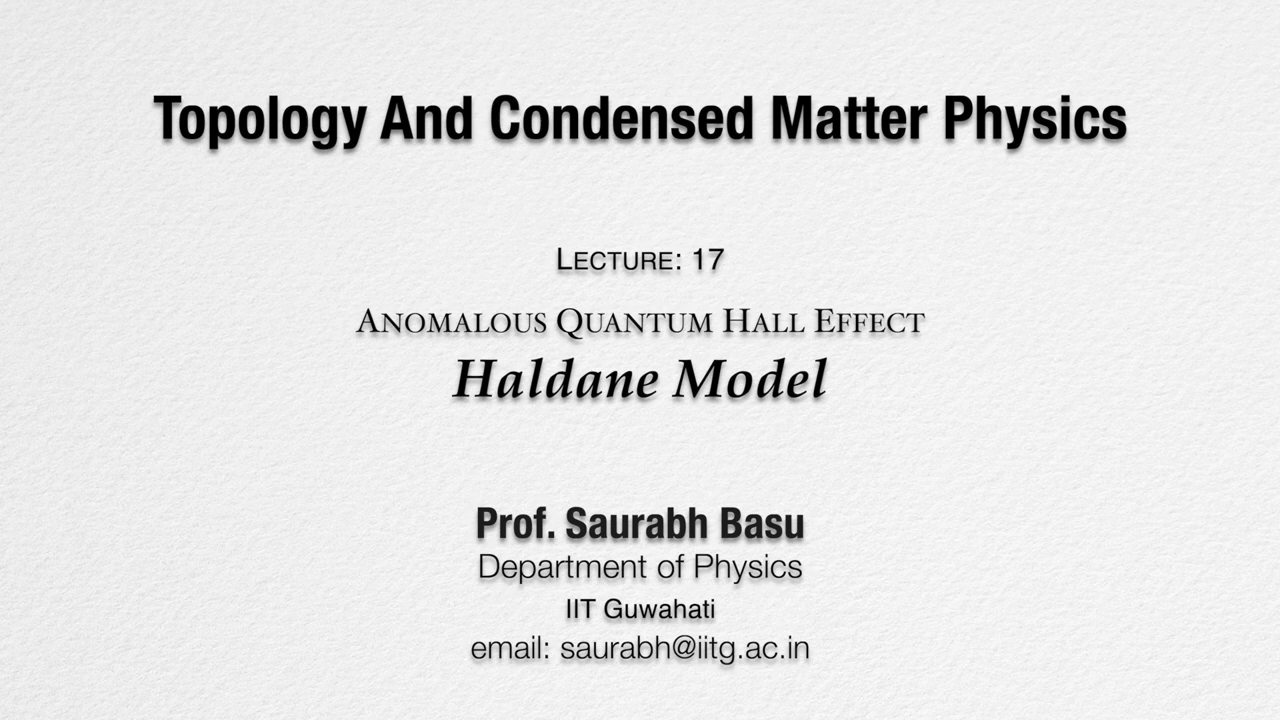 Topology And Condensed Matter Physics
LECTURE: 17
ANOMALOUS QUANTUM HALL EFFECT
Haldane Model
Prof. Saurabh Basu
Department of Physics
IIT Guwahati
email: saurabh@iitg.ac.in